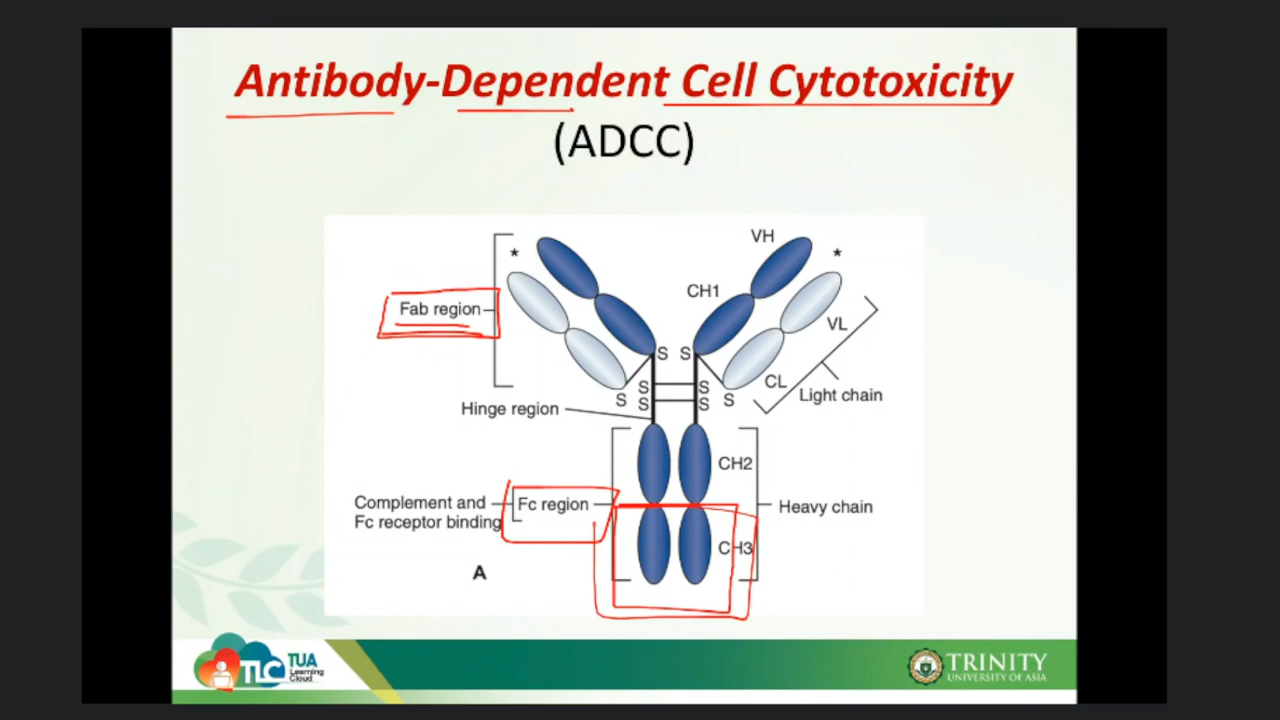 Antibody-Dependent Cell Cytotoxicity
(ADCC)
VH
*
*
CH1
Fab region
VL
S S
CL
S S
S S S S
Light chain
Hinge region
CH2
Complement and
Fc receptor binding
Fc region
Heavy chain
CH3
A
TLC
TUA
Learning
Cloud
TRINITY
UNIVERSITY OF ASIA